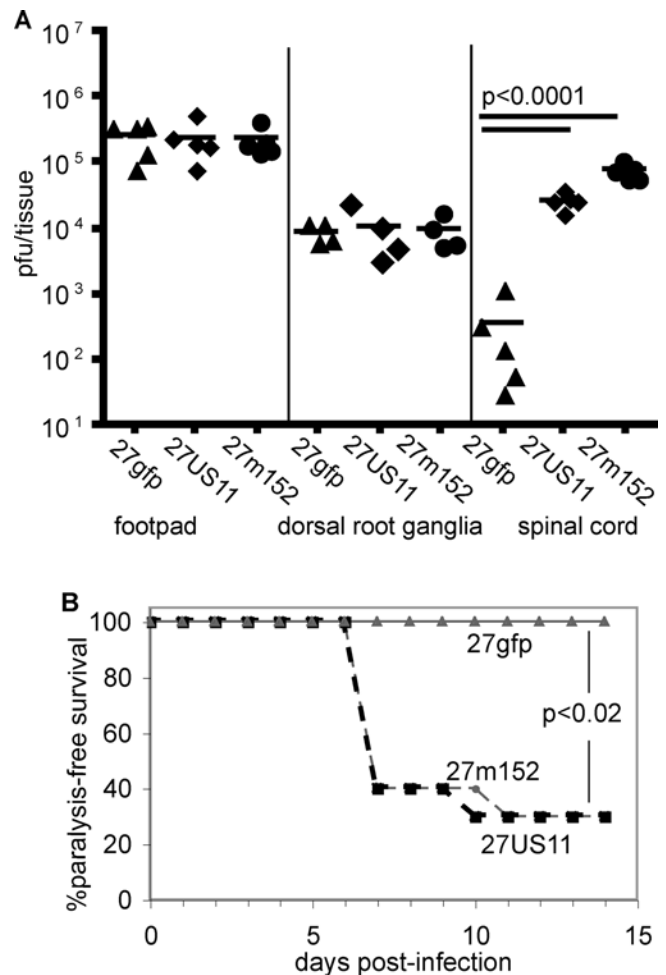 A
10^7
10^6
10^5
10^4
10^3
10^2
10^1
pfu/tissue
p<0.0001
27gfp 27US11 27m152 27gfp 27US11 27m152 27gfp 27US11 27m152
footpad dorsal root ganglia spinal cord
B
100
80
60
40
20
0
%paralysis-free survival
27gfp
p<0.02
27m152
27US11
0 5 10 15
days post-infection